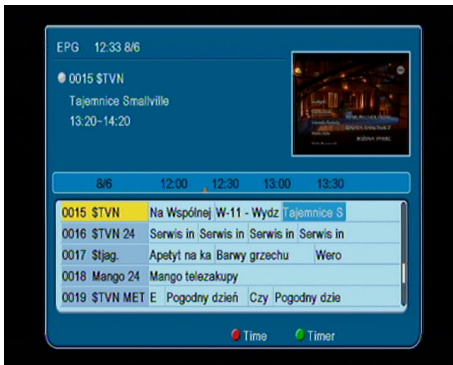 EPG 12:33 8/6
0015 $TVN
Tajemnice Smallville
13:20~14:20
8/6 12:00 12:30 13:00 13:30
0015 $TVN Na Wspólnej W-11 - Wydz Tajemnice S
0016 $TVN 24 Serwis in Serwis in Serwis in Serwis in
0017 $tjag. Apetyt na ka Barwy grzechu Wero
0018 Mango 24 Mango telezakupy
0019 $TVN MET E Pogodny dzień Czy Pogodny dzie
Time Timer